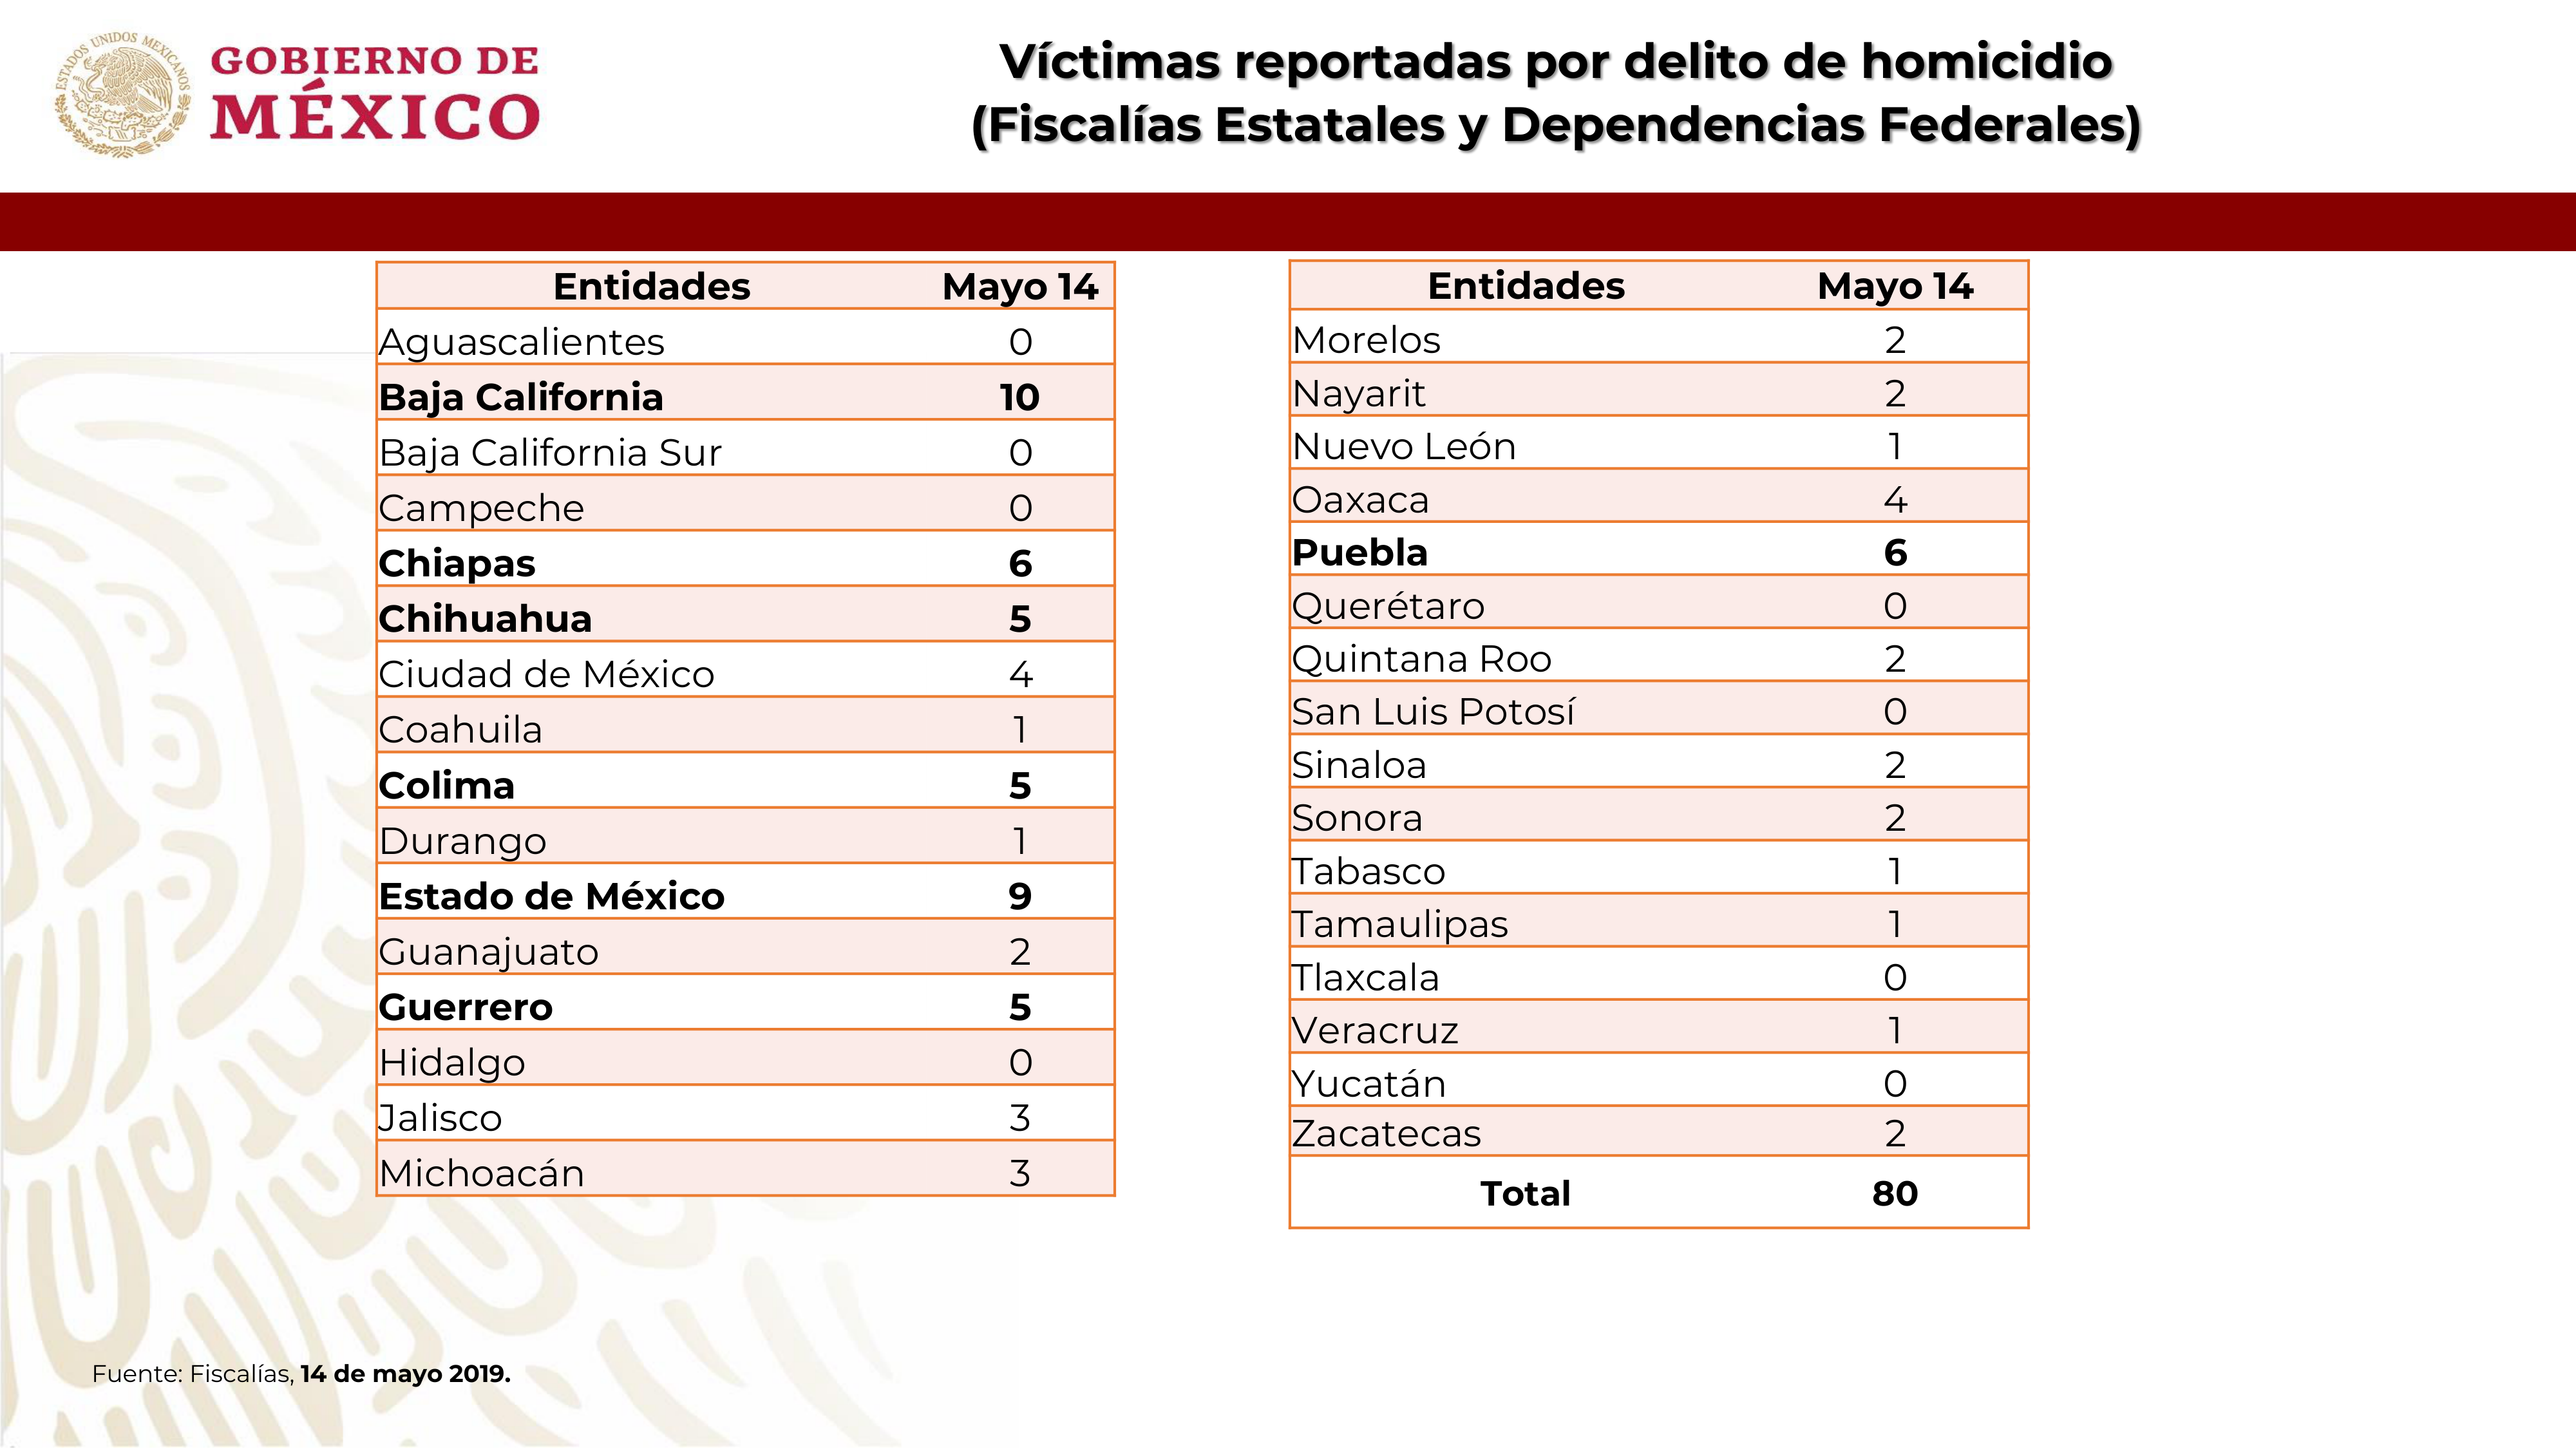 ESTADOS UNIDOS MEXICANOS
GOBIERNO DE
MÉXICO
Víctimas reportadas por delito de homicidio
(Fiscalías Estatales y Dependencias Federales)
Entidades Mayo 14
Aguascalientes 0
Baja California 10
Baja California Sur 0
Campeche 0
Chiapas 6
Chihuahua 5
Ciudad de México 4
Coahuila 1
Colima 5
Durango 1
Estado de México 9
Guanajuato 2
Guerrero 5
Hidalgo 0
Jalisco 3
Michoacán 3
Entidades Mayo 14
Morelos 2
Nayarit 2
Nuevo León 1
Oaxaca 4
Puebla 6
Querétaro 0
Quintana Roo 2
San Luis Potosí 0
Sinaloa 2
Sonora 2
Tabasco 1
Tamaulipas 1
Tlaxcala 0
Veracruz 1
Yucatán 0
Zacatecas 2
Total 80
Fuente: Fiscalías, 14 de mayo 2019.